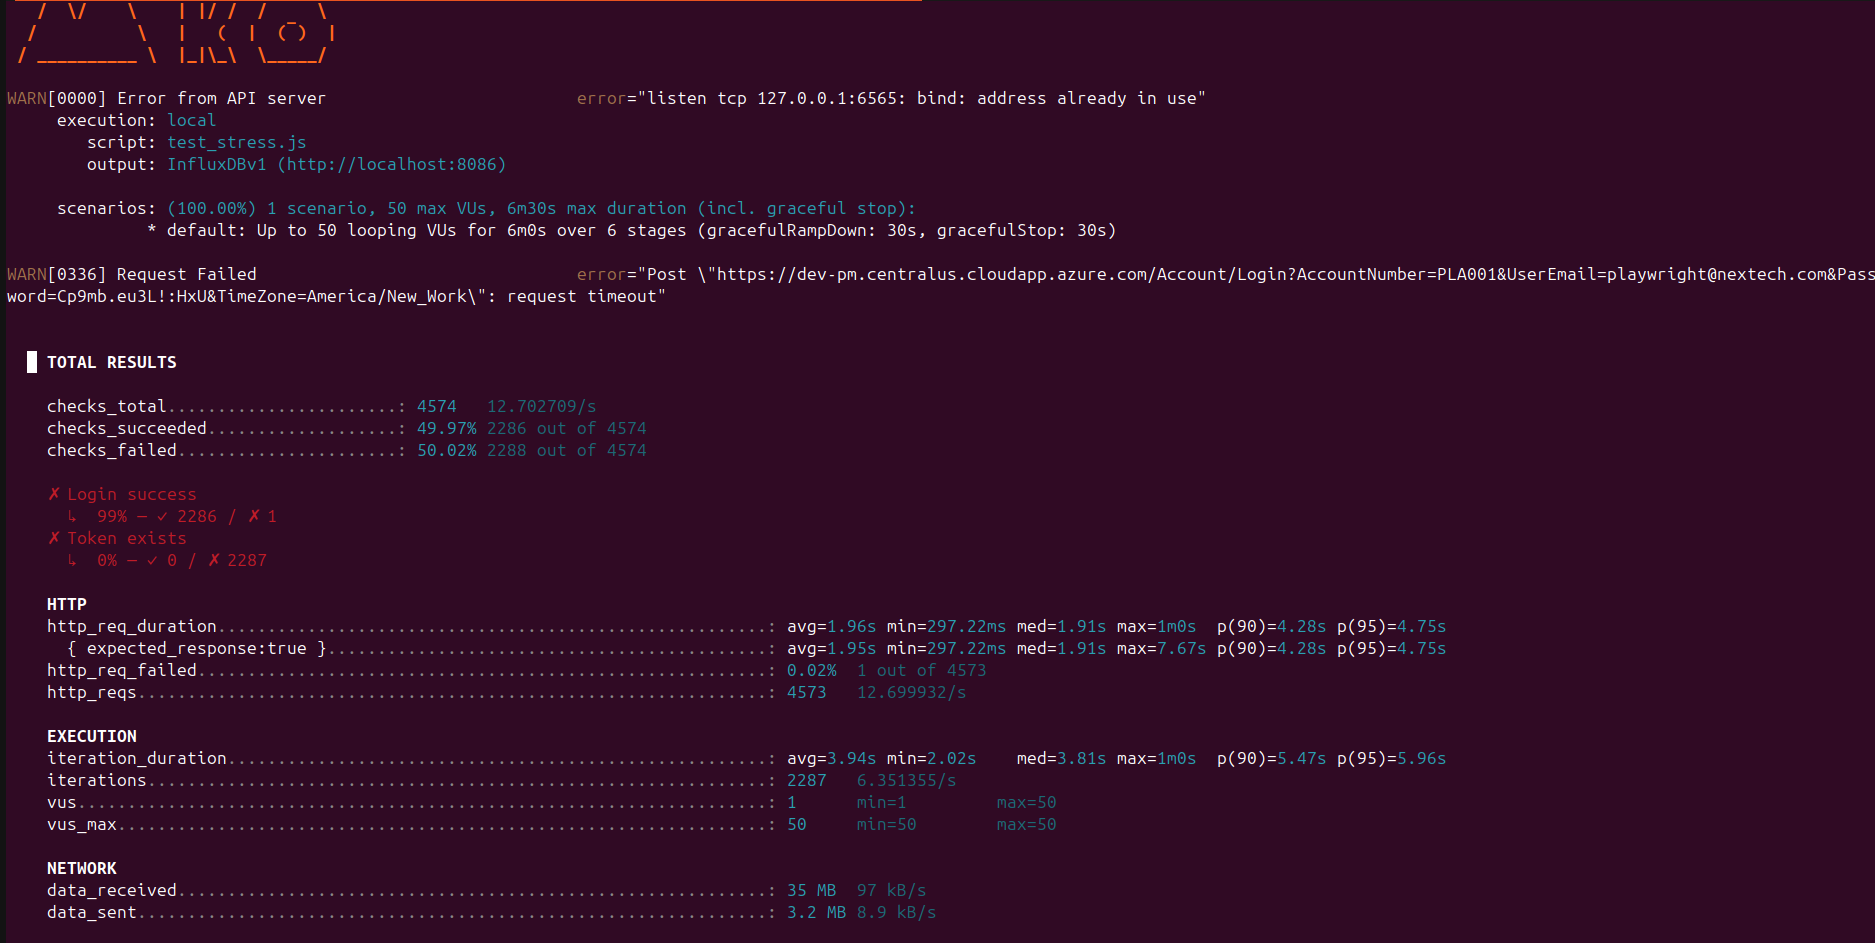 WARN[0000] Error from API server error="listen tcp 127.0.0.1:6565: bind: address already in use"
execution: local
script: test_stress.js
output: InfluxDBv1 (http://localhost:8086)
scenarios: (100.00%) 1 scenario, 50 max VUs, 6m30s max duration (incl. graceful stop):
* default: Up to 50 looping VUs for 6m0s over 6 stages (gracefulRampDown: 30s, gracefulStop: 30s)
WARN[0336] Request Failed error="Post \"https://dev-pm.centralus.cloudapp.azure.com/Account/Login?AccountNumber=PLA001&UserEmail=playwright@nextech.com&Pass
word=Cp9mb.eu3L!:HxU&TimeZone=America/New_Work\": request timeout"
█ TOTAL RESULTS
checks_total.......................: 4574 12.702709/s
checks_succeeded...................: 49.97% 2286 out of 4574
checks_failed......................: 50.02% 2288 out of 4574
✗ Login success
↳ 99% — ✓ 2286 / ✗ 1
✗ Token exists
↳ 0% — ✓ 0 / ✗ 2287
HTTP
http_req_duration.......................................................: avg=1.96s min=297.22ms med=1.91s max=1m0s p(90)=4.28s p(95)=4.75s
{ expected_response:true }............................................: avg=1.95s min=297.22ms med=1.91s max=7.67s p(90)=4.28s p(95)=4.75s
http_req_failed.........................................................: 0.02% 1 out of 4573
http_reqs...............................................................: 4573 12.699932/s
EXECUTION
iteration_duration......................................................: avg=3.94s min=2.02s med=3.81s max=1m0s p(90)=5.47s p(95)=5.96s
iterations..............................................................: 2287 6.351355/s
vus.....................................................................: 1 min=1 max=50
vus_max.................................................................: 50 min=50 max=50
NETWORK
data_received...........................................................: 35 MB 97 kB/s
data_sent...............................................................: 3.2 MB 8.9 kB/s